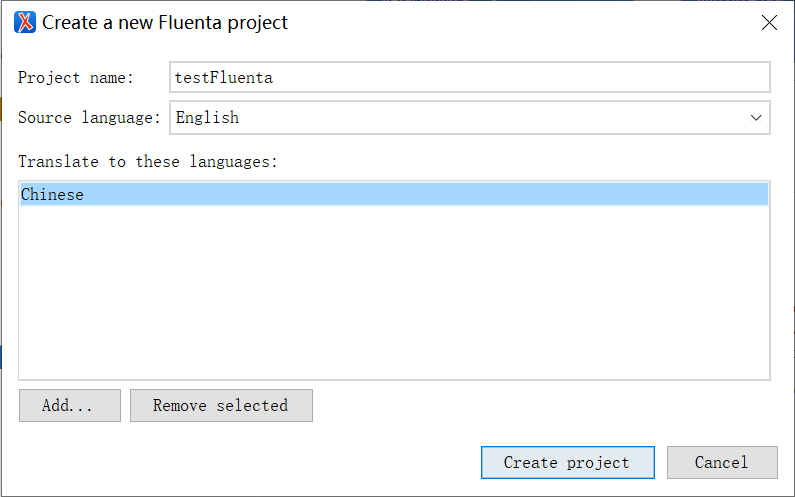 Create a new Fluenta project
Project name: testFluenta
Source language: English
Translate to these languages:
Chinese
Add... Remove selected
Create project Cancel